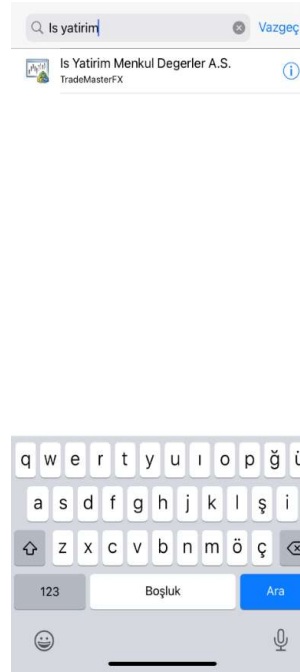 Is yatirim
Vazgeç
Is Yatirim Menkul Degerler A.S.
TradeMasterFX
q w e r t y u ı o p ğ ü
a s d f g h j k l ş i
z x c v b n m ö ç
123 Boşluk Ara